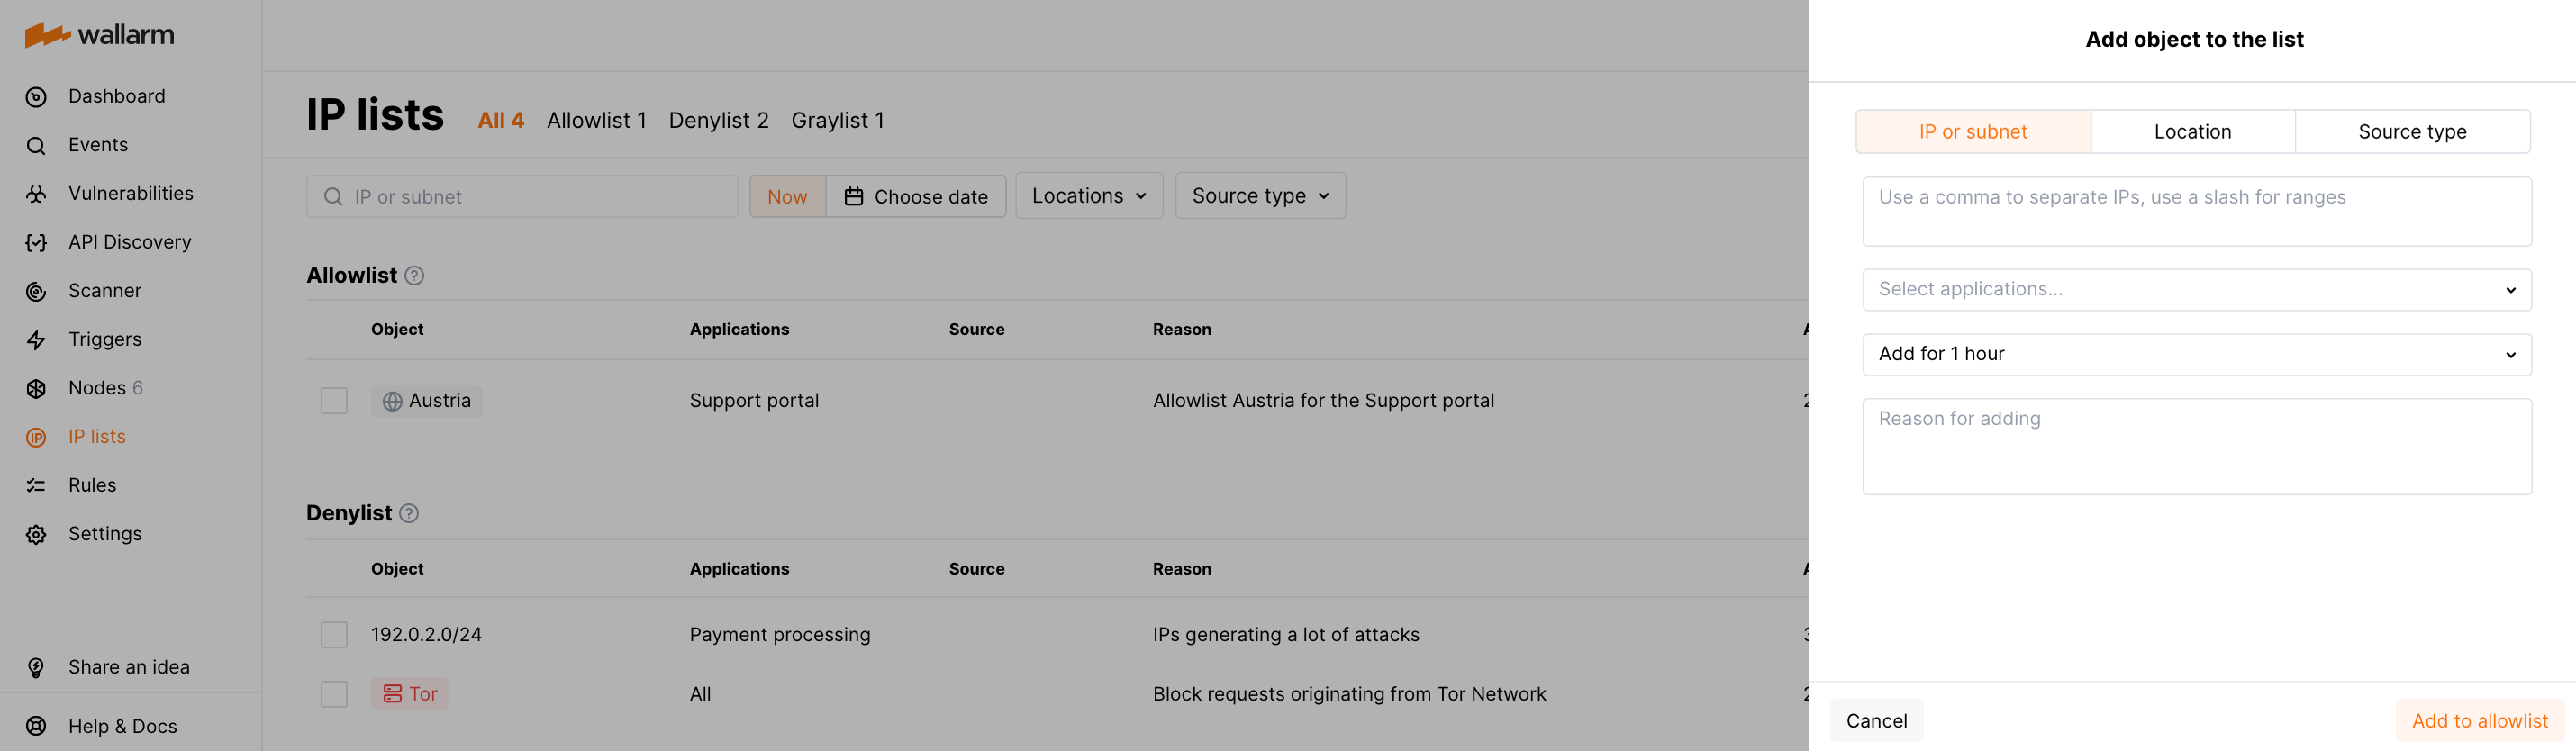 wallarm
Dashboard
Events
Vulnerabilities
API Discovery
Scanner
Triggers
Nodes 6
IP lists
Rules
Settings
Share an idea
Help & Docs
IP lists All 4 Allowlist 1 Denylist 2 Graylist 1
IP or subnet Now Choose date Locations Source type
Allowlist ?
Object Applications Source Reason
Austria Support portal Allowlist Austria for the Support portal
Denylist ?
Object Applications Source Reason
192.0.2.0/24 Payment processing IPs generating a lot of attacks
Tor All Block requests originating from Tor Network
Add object to the list
IP or subnet Location Source type
Use a comma to separate IPs, use a slash for ranges
Select applications...
Add for 1 hour
Reason for adding
Cancel Add to allowlist